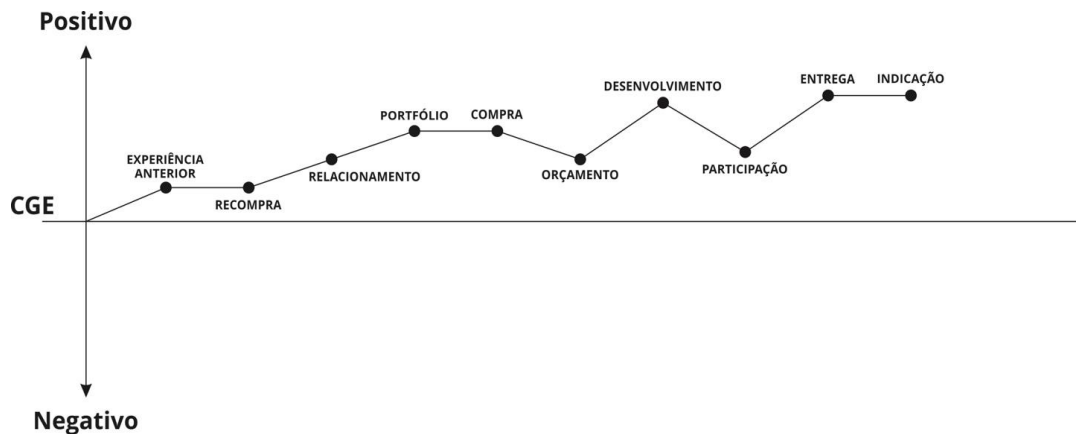 Positivo
ENTREGA
INDICAÇÃO
DESENVOLVIMENTO
PORTFÓLIO
COMPRA
EXPERIÊNCIA
ANTERIOR
RELACIONAMENTO
ORÇAMENTO
PARTICIPAÇÃO
CGE
RECOMPRA
Negativo